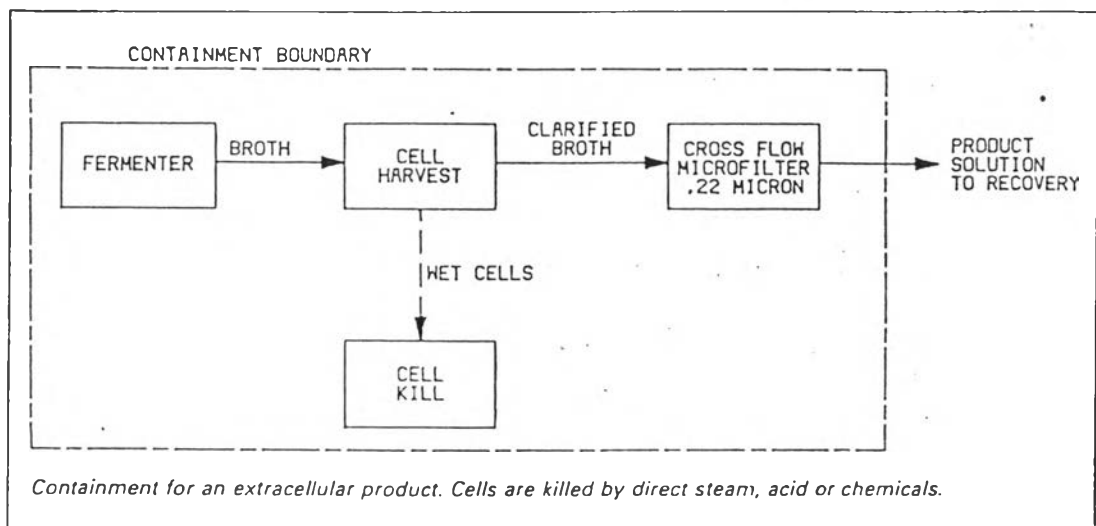 CONTAINMENT BOUNDARY
FERMENTER
BROTH
CELL
HARVEST
CLARIFIED
BROTH
CROSS FLOW
MICROFILTER
.22 MICRON
PRODUCT
SOLUTION
TO RECOVERY
WET CELLS
CELL
KILL
Containment for an extracellular product. Cells are killed by direct steam, acid or chemicals.